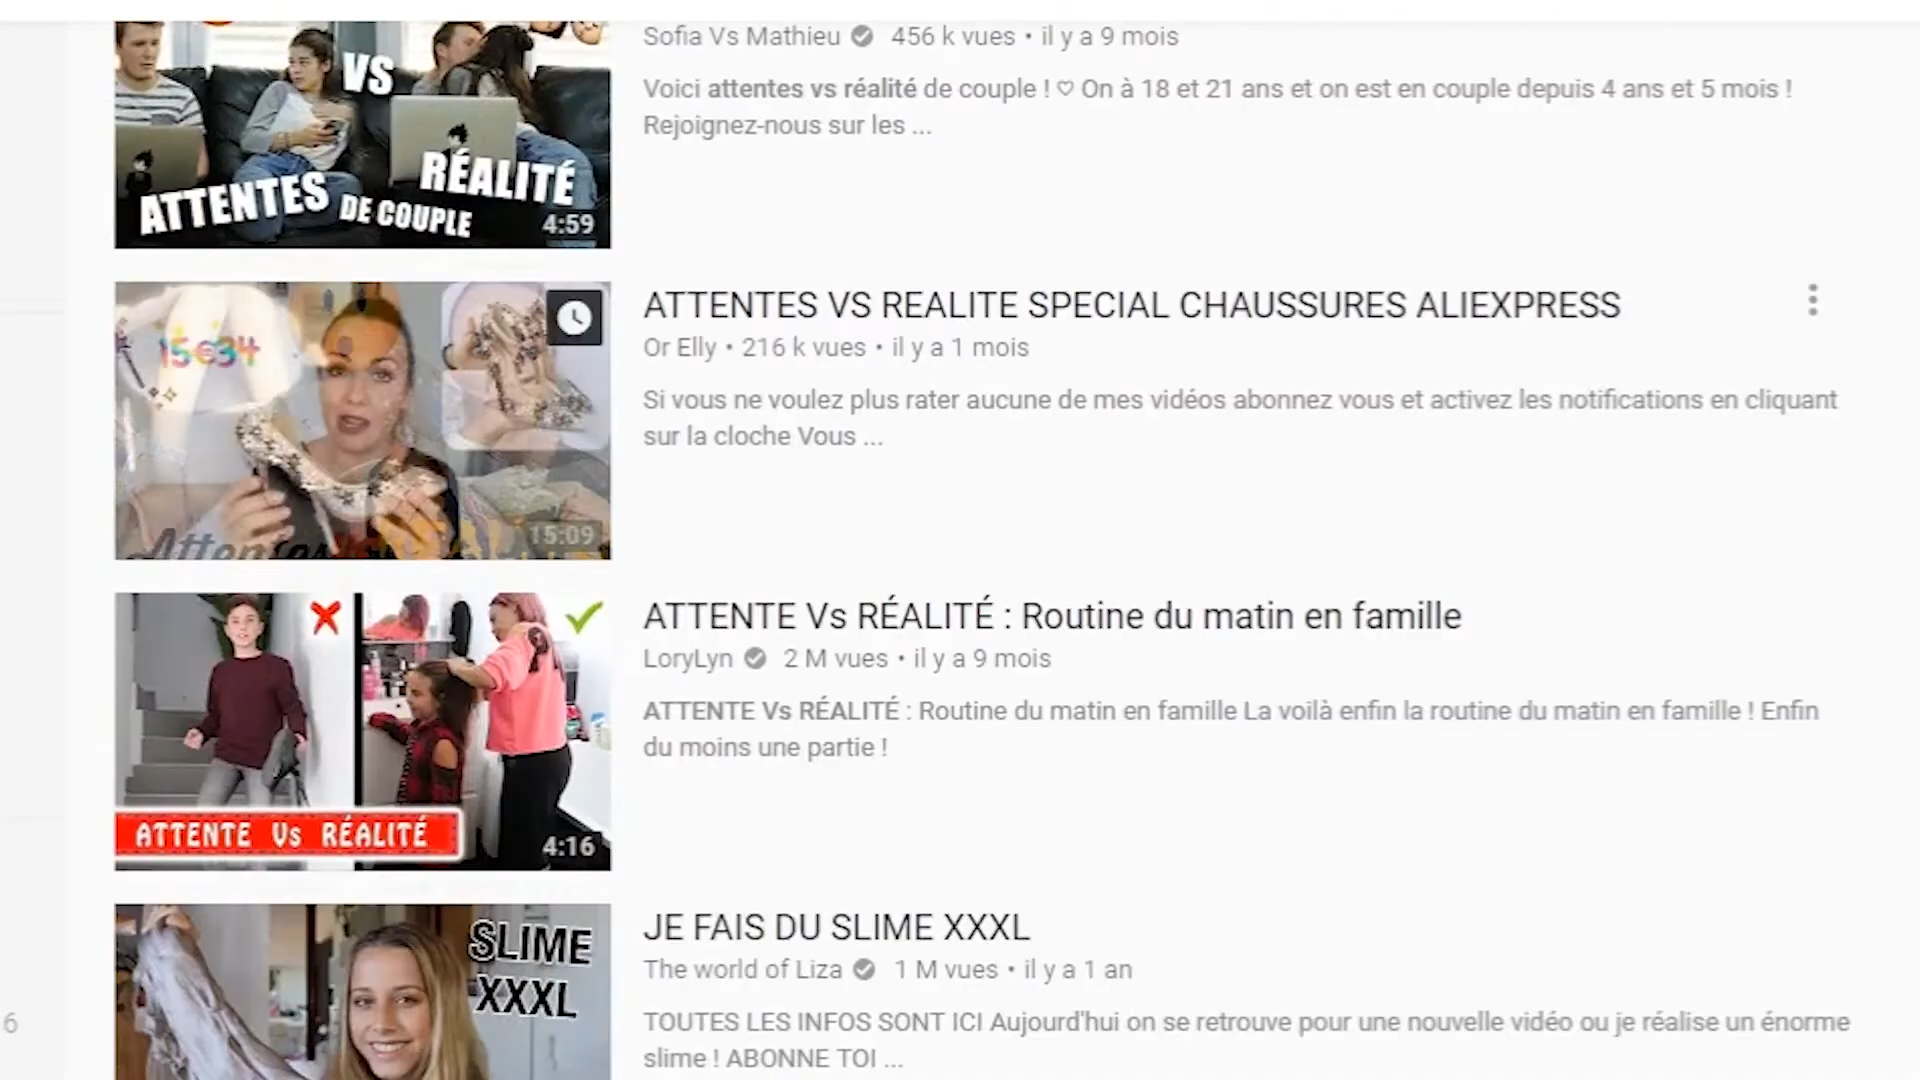 VS
RÉALITÉ
ATTENTES DE COUPLE
4:59
Sofia Vs Mathieu 456 k vues • il y a 9 mois
Voici attentes vs réalité de couple ! ♡ On à 18 et 21 ans et on est en couple depuis 4 ans et 5 mois !
Rejoignez-nous sur les ...
15€34
15:09
ATTENTES VS REALITE SPECIAL CHAUSSURES ALIEXPRESS
Or Elly • 216 k vues • il y a 1 mois
Si vous ne voulez plus rater aucune de mes vidéos abonnez vous et activez les notifications en cliquant
sur la cloche Vous ...
ATTENTE Vs RÉALITÉ
4:16
ATTENTE Vs RÉALITÉ : Routine du matin en famille
LoryLyn 2 M vues • il y a 9 mois
ATTENTE Vs RÉALITÉ : Routine du matin en famille La voilà enfin la routine du matin en famille ! Enfin
du moins une partie !
SLIME
XXXL
JE FAIS DU SLIME XXXL
The world of Liza 1 M vues • il y a 1 an
TOUTES LES INFOS SONT ICI Aujourd'hui on se retrouve pour une nouvelle vidéo ou je réalise un énorme
slime ! ABONNE TOI ...
6